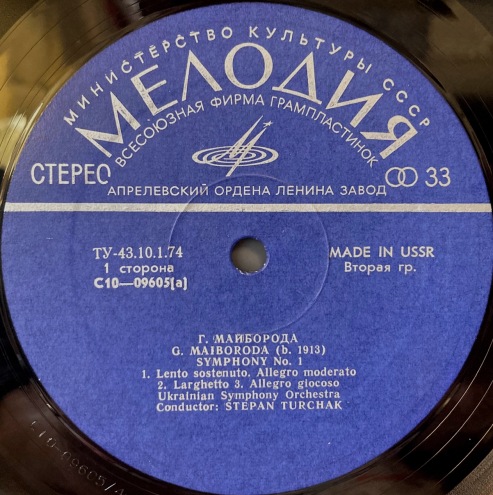 МИНИСТЕРСТВО КУЛЬТУРЫ СССР
МЕЛОДИЯ
ВСЕСОЮЗНАЯ ФИРМА ГРАМПЛАСТИНОК
СТЕРЕО
33
АПРЕЛЕВСКИЙ ОРДЕНА ЛЕНИНА ЗАВОД
ТУ-43.10.1.74
1 сторона
С10—09605(а)
MADE IN USSR
Вторая гр.
Г. МАЙБОРОДА
G. MAIBORODA (b. 1913)
SYMPHONY No. 1
1. Lento sostenuto. Allegro moderato
2. Larghetto 3. Allegro giocoso
Ukrainian Symphony Orchestra
Conductor: STEPAN TURCHAK